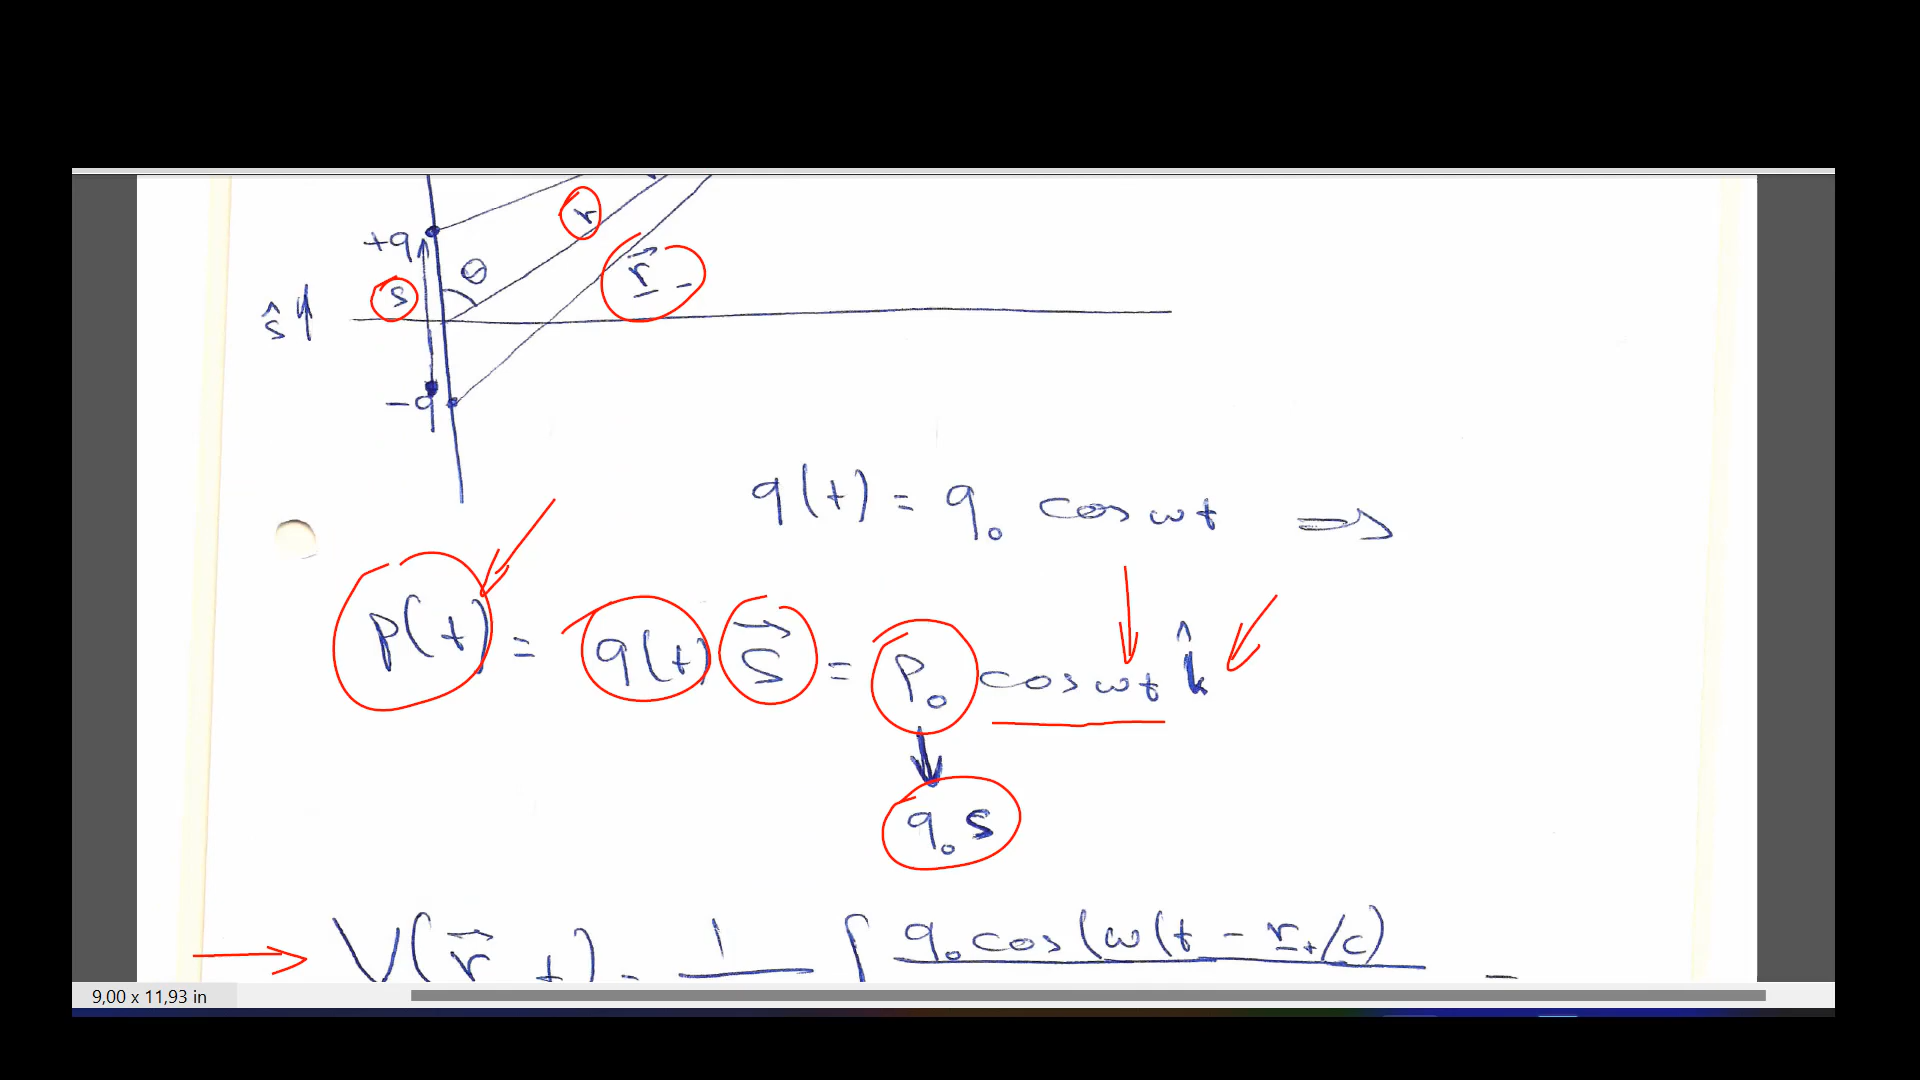 r
+q
θ
s
r⃗ -
ŝ
-q
q(t) = q₀ cos ωt ⇒
p(t) = q(t) s⃗ = p₀ cos ωt k̂
q₀ s
V(r⃗, t) = 1 [ q₀ cos(ω(t - r₊/c) -
9,00 x 11,93 in